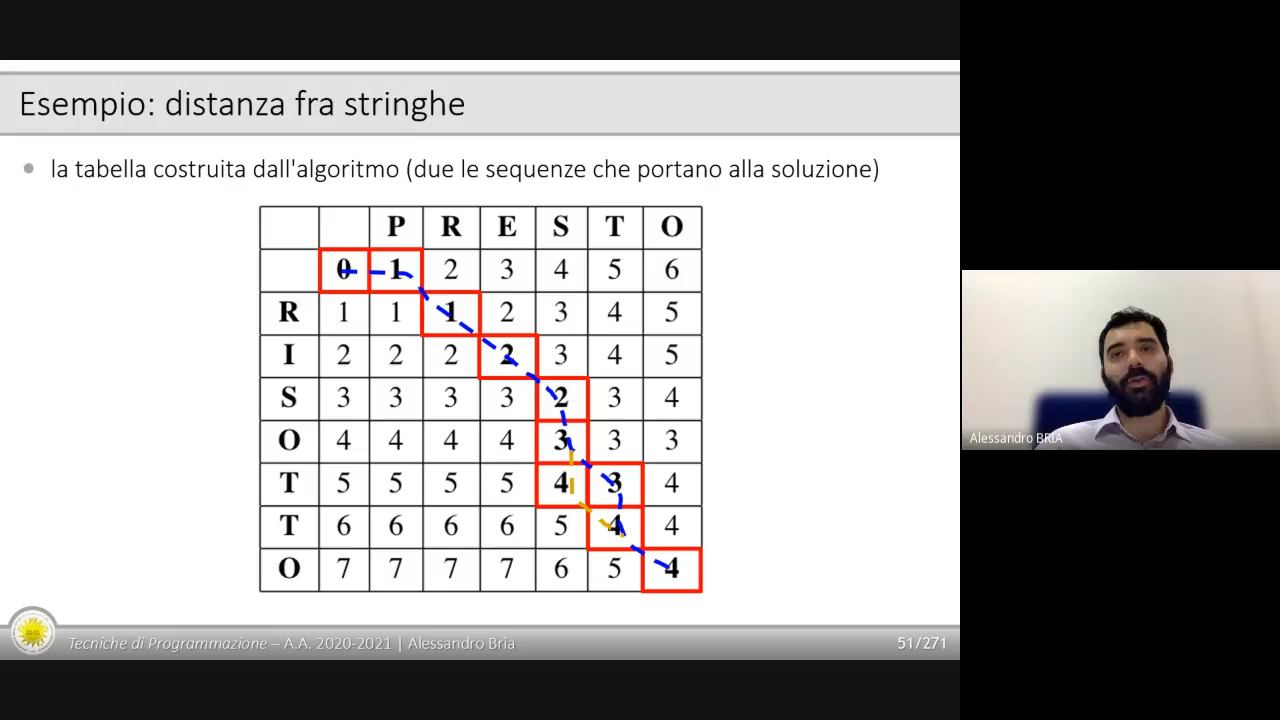 Esempio: distanza fra stringhe
la tabella costruita dall'algoritmo (due le sequenze che portano alla soluzione)
P R E S T O
0 1 2 3 4 5 6
R 1 1 1 2 3 4 5
I 2 2 2 2 3 4 5
S 3 3 3 3 2 3 4
O 4 4 4 4 3 3 3
T 5 5 5 5 4 3 4
T 6 6 6 6 5 4 4
O 7 7 7 7 6 5 4
Alessandro BRIA
Tecniche di Programmazione – A.A. 2020-2021 | Alessandro Bria
51/271